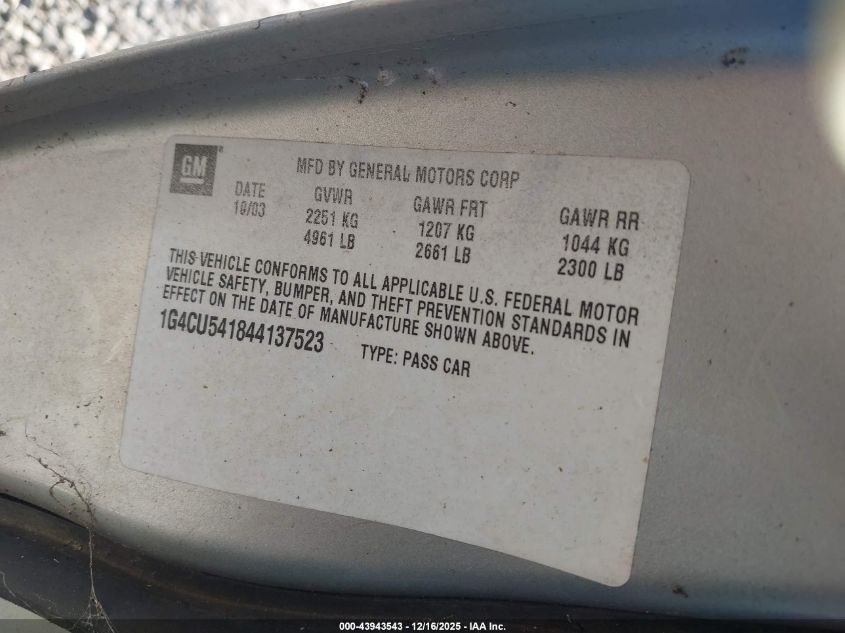 GM
MFD BY GENERAL MOTORS CORP
DATE GVWR GAWR FRT GAWR RR
10/03 2251 KG 1207 KG 1044 KG
4961 LB 2661 LB 2300 LB
THIS VEHICLE CONFORMS TO ALL APPLICABLE U.S. FEDERAL MOTOR
VEHICLE SAFETY, BUMPER, AND THEFT PREVENTION STANDARDS IN
EFFECT ON THE DATE OF MANUFACTURE SHOWN ABOVE.
1G4CU541844137523 TYPE: PASS CAR
000-43943543 - 12/16/2025 - IAA Inc.